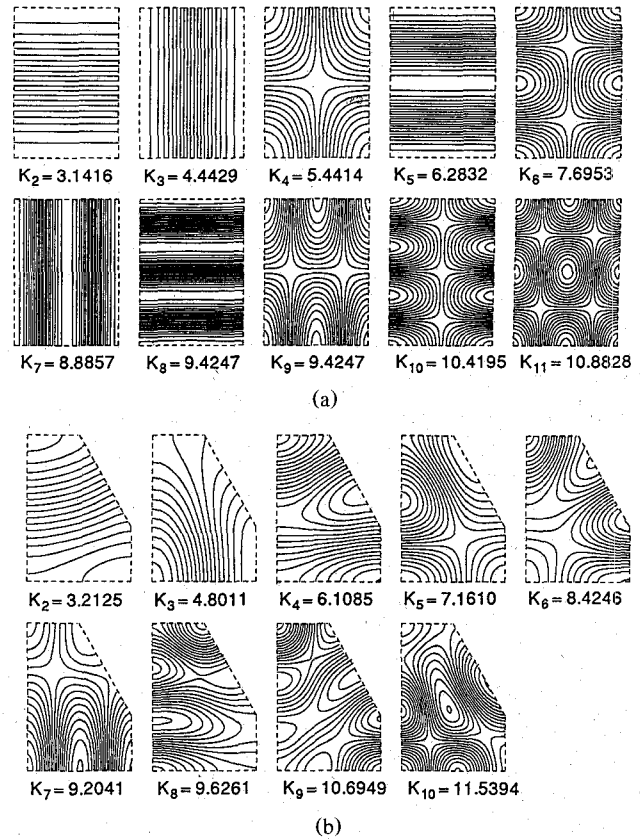 K2=3.1416 K3=4.4429 K4=5.4414 K5=6.2832 K6=7.6953
K7=8.8857 K8=9.4247 K9=9.4247 K10=10.4195 K11=10.8828
(a)
K2=3.2125 K3=4.8011 K4=6.1085 K5=7.1610 K6=8.4246
K7=9.2041 K8=9.6261 K9=10.6949 K10=11.5394
(b)